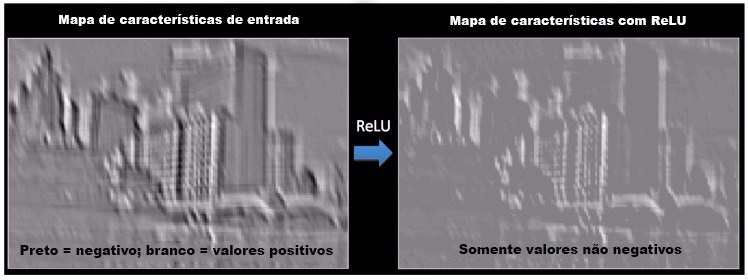 Mapa de características de entrada
Mapa de características com ReLU
ReLU
Preto = negativo; branco = valores positivos
Somente valores não negativos